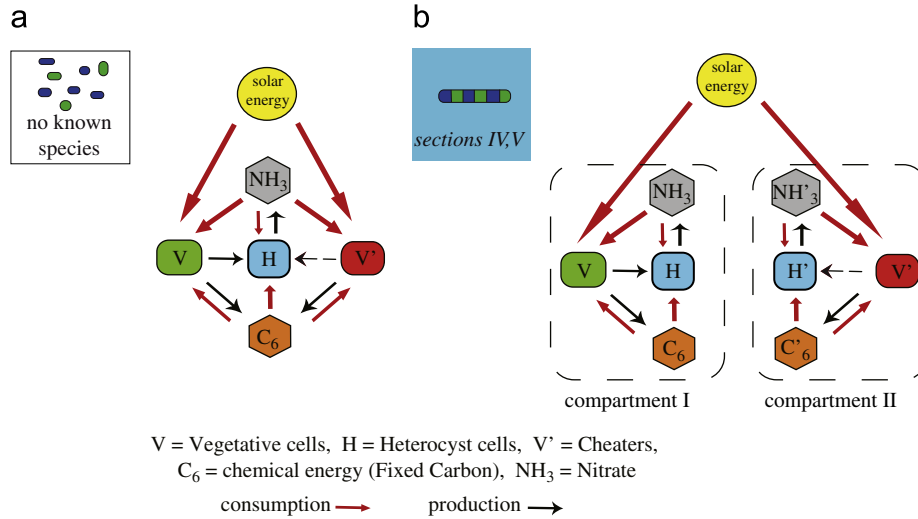 a
no known
species
solar
energy
NH₃
V
H
V'
C₆
b
sections IV,V
solar
energy
NH₃
V
H
C₆
compartment I
NH'₃
H'
V'
C'₆
compartment II
V = Vegetative cells, H = Heterocyst cells, V' = Cheaters,
C₆ = chemical energy (Fixed Carbon), NH₃ = Nitrate
consumption production